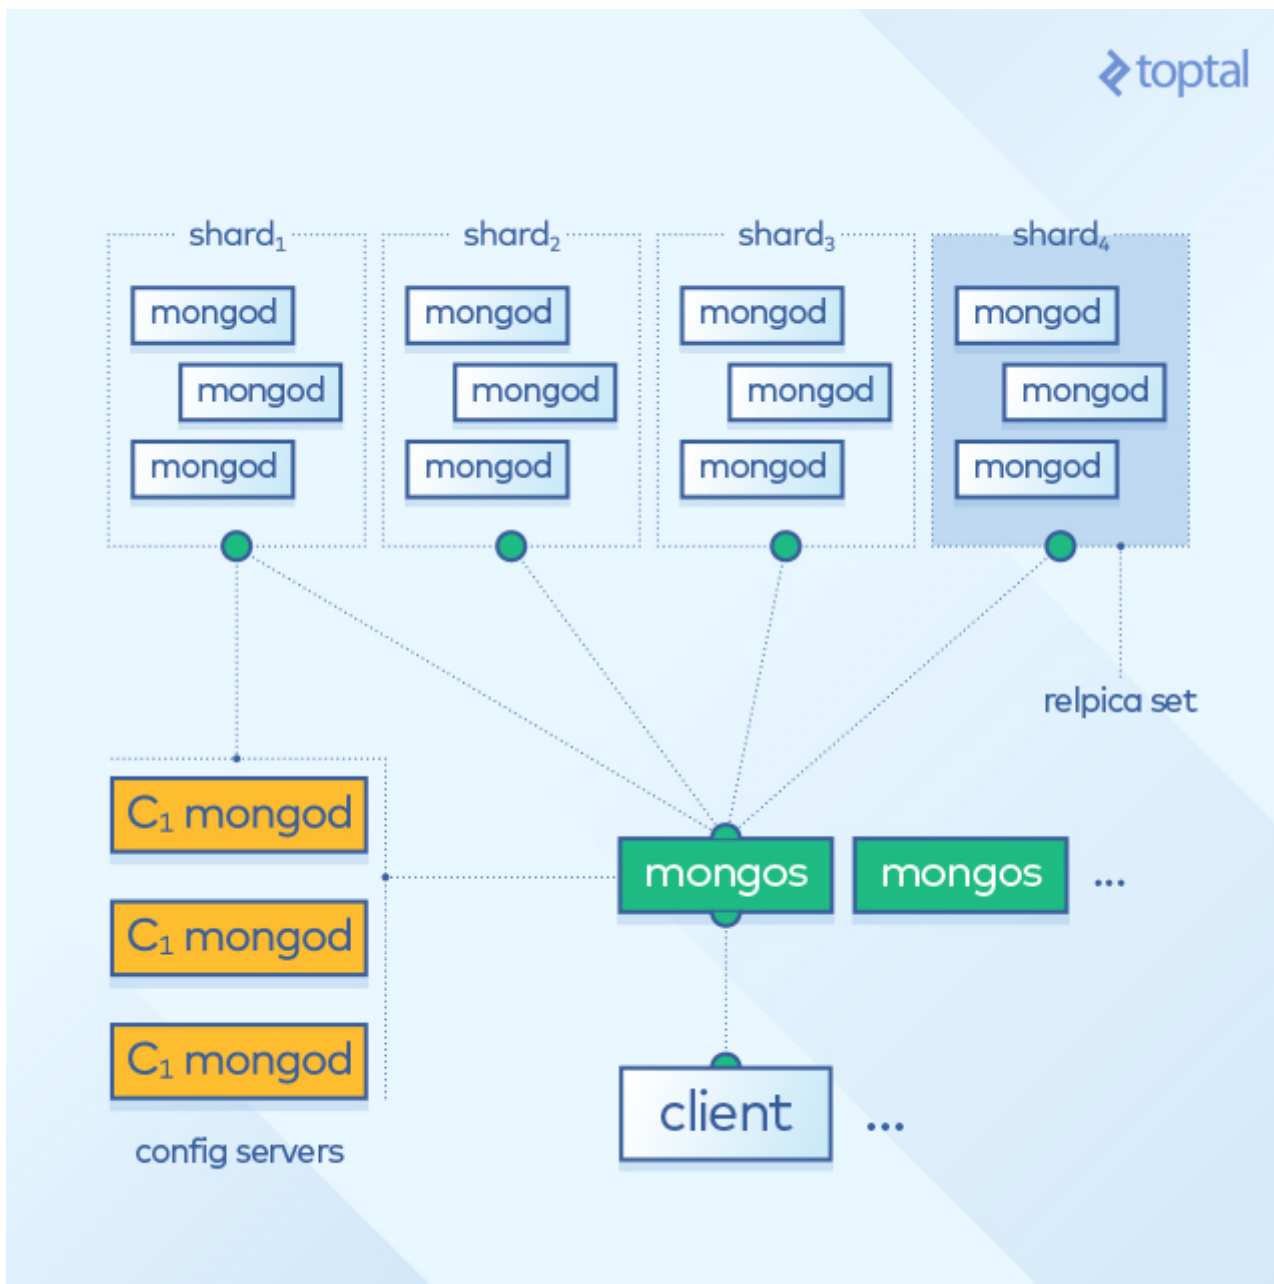 toptal
shard₁ shard₂ shard₃ shard₄
mongod mongod mongod mongod
mongod mongod mongod mongod
mongod mongod mongod mongod
relpica set
C₁ mongod
mongos mongos ...
C₁ mongod
C₁ mongod
client ...
config servers